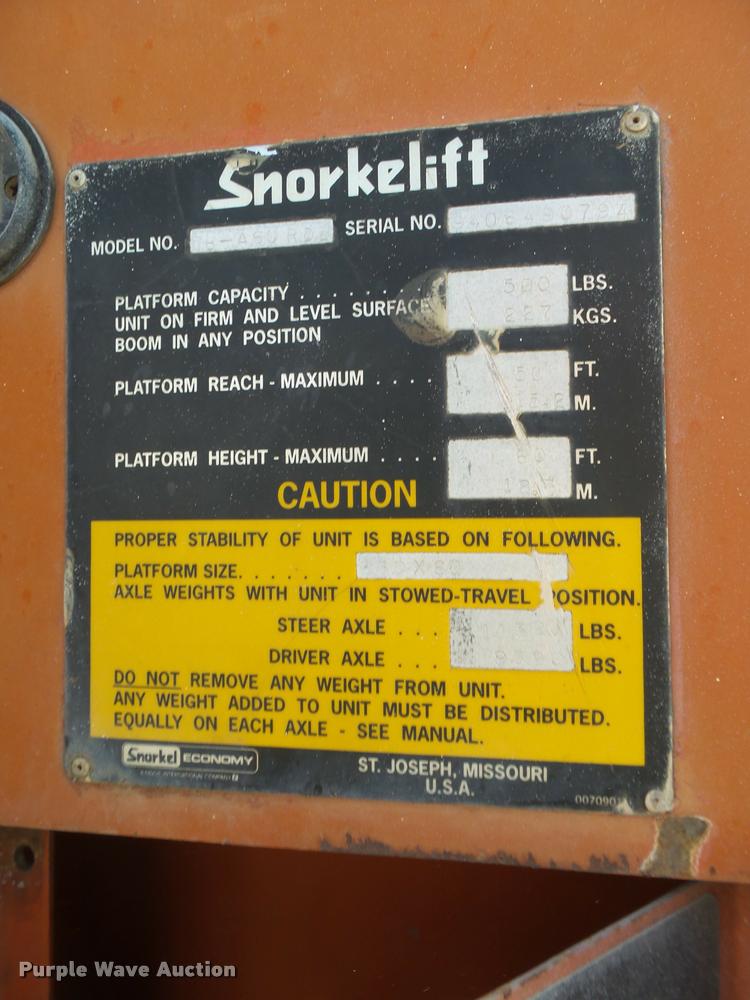 Snorkelift
MODEL NO. SERIAL NO.
PLATFORM CAPACITY . . . . . . . 500 LBS.
UNIT ON FIRM AND LEVEL SURFACE 227 KGS.
BOOM IN ANY POSITION
PLATFORM REACH - MAXIMUM . . . . FT.
M.
PLATFORM HEIGHT - MAXIMUM . . . . 60 FT.
M.
CAUTION
PROPER STABILITY OF UNIT IS BASED ON FOLLOWING.
PLATFORM SIZE. . . . . . .
AXLE WEIGHTS WITH UNIT IN STOWED-TRAVEL POSITION.
STEER AXLE . . . LBS.
DRIVER AXLE . . . LBS.
DO NOT REMOVE ANY WEIGHT FROM UNIT.
ANY WEIGHT ADDED TO UNIT MUST BE DISTRIBUTED.
EQUALLY ON EACH AXLE - SEE MANUAL.
Snorkel ECONOMY
ST. JOSEPH, MISSOURI
U.S.A.
Purple Wave Auction